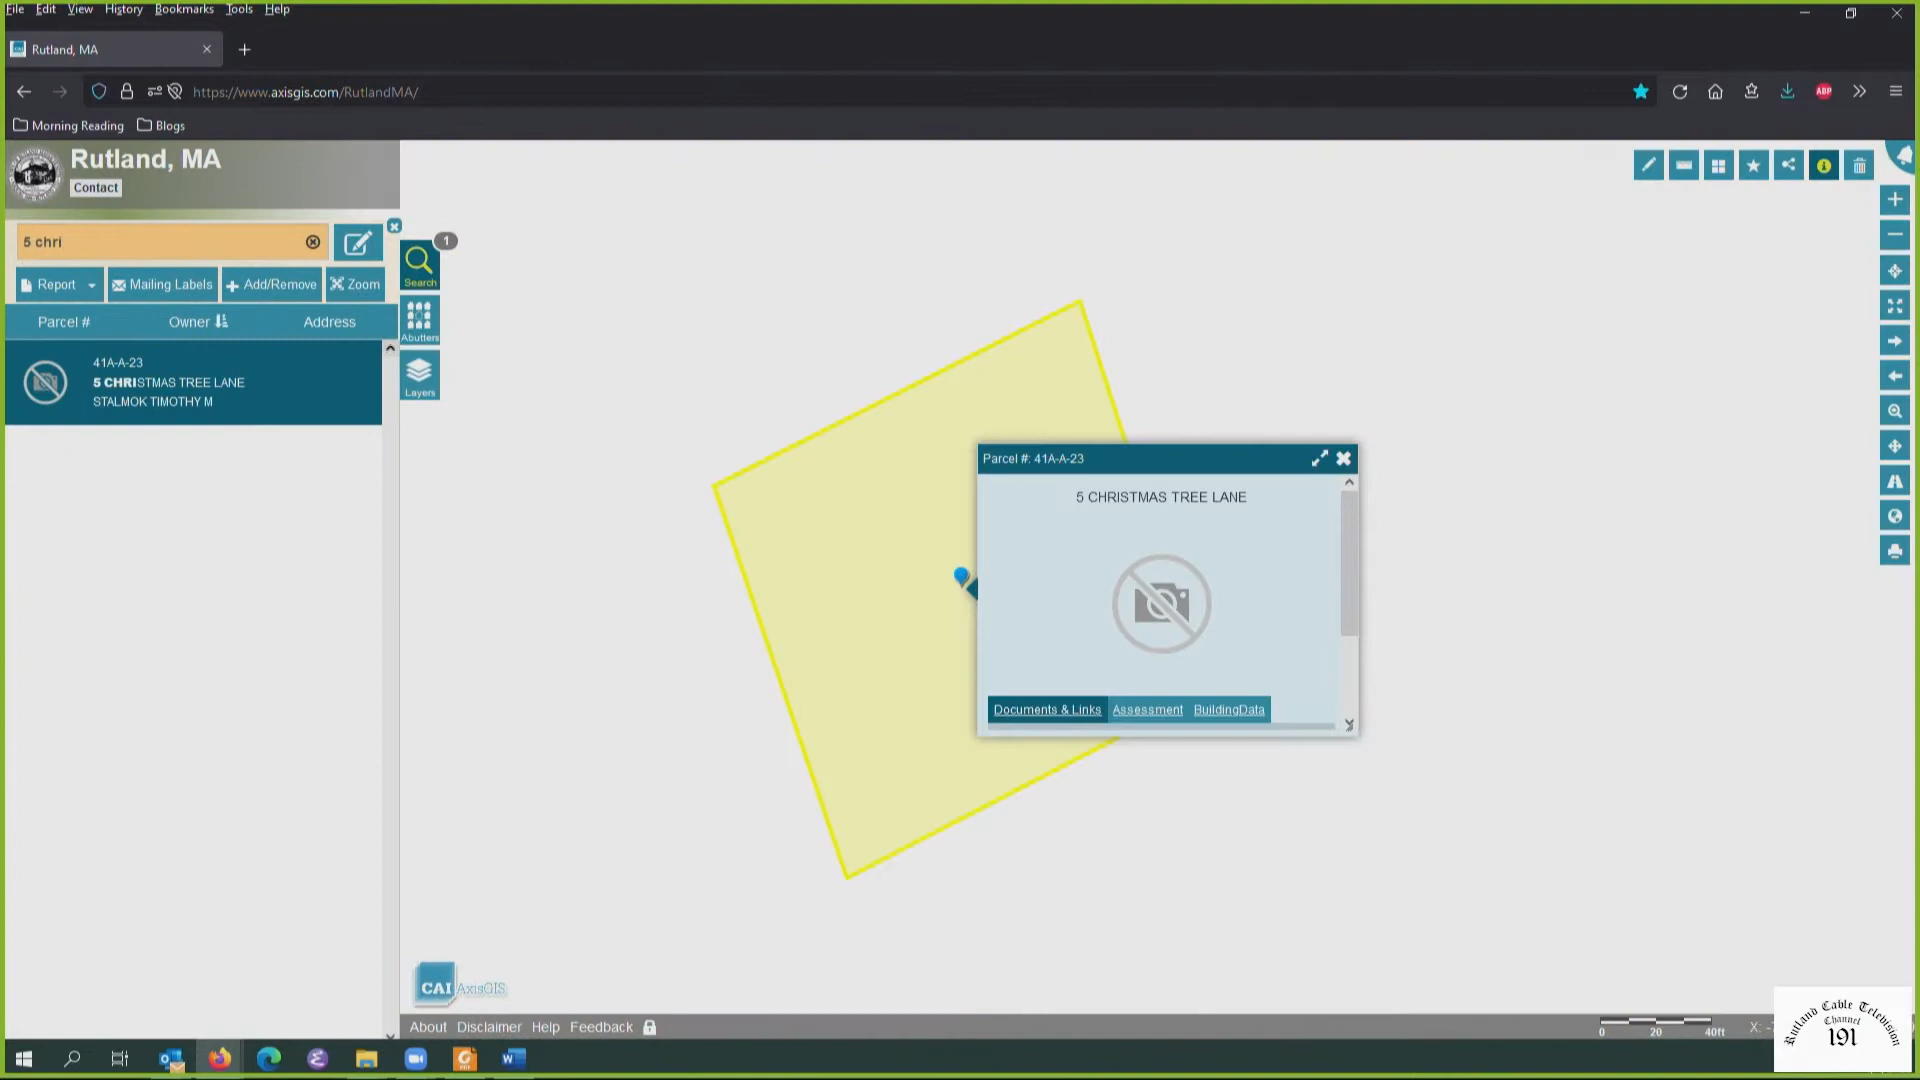 File Edit View History Bookmarks Tools Help
Rutland, MA
https://www.axisgis.com/RutlandMA/
ABP
Morning Reading Blogs
Rutland, MA
Contact
5 chri
Report Mailing Labels Add/Remove Zoom
Parcel # Owner Address
41A-A-23
5 CHRISTMAS TREE LANE
STALMOK TIMOTHY M
1
Search
Abutters
Layers
Parcel #: 41A-A-23
5 CHRISTMAS TREE LANE
Documents & Links Assessment BuildingData
CAI AxisGIS
About Disclaimer Help Feedback
0 20 40ft
X: -7
Rutland Cable Television
Channel
191